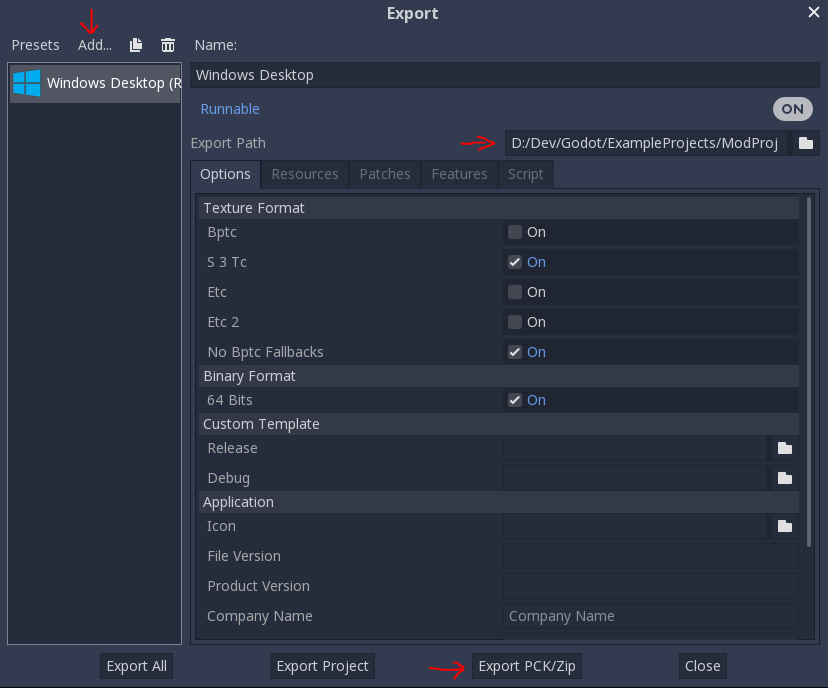 Export
Presets Add... Name:
Windows Desktop (R
Windows Desktop
Runnable ON
Export Path D:/Dev/Godot/ExampleProjects/ModProj
Options Resources Patches Features Script
Texture Format
Bptc On
S 3 Tc On
Etc On
Etc 2 On
No Bptc Fallbacks On
Binary Format
64 Bits On
Custom Template
Release
Debug
Application
Icon
File Version
Product Version
Company Name Company Name
Export All Export Project Export PCK/Zip Close